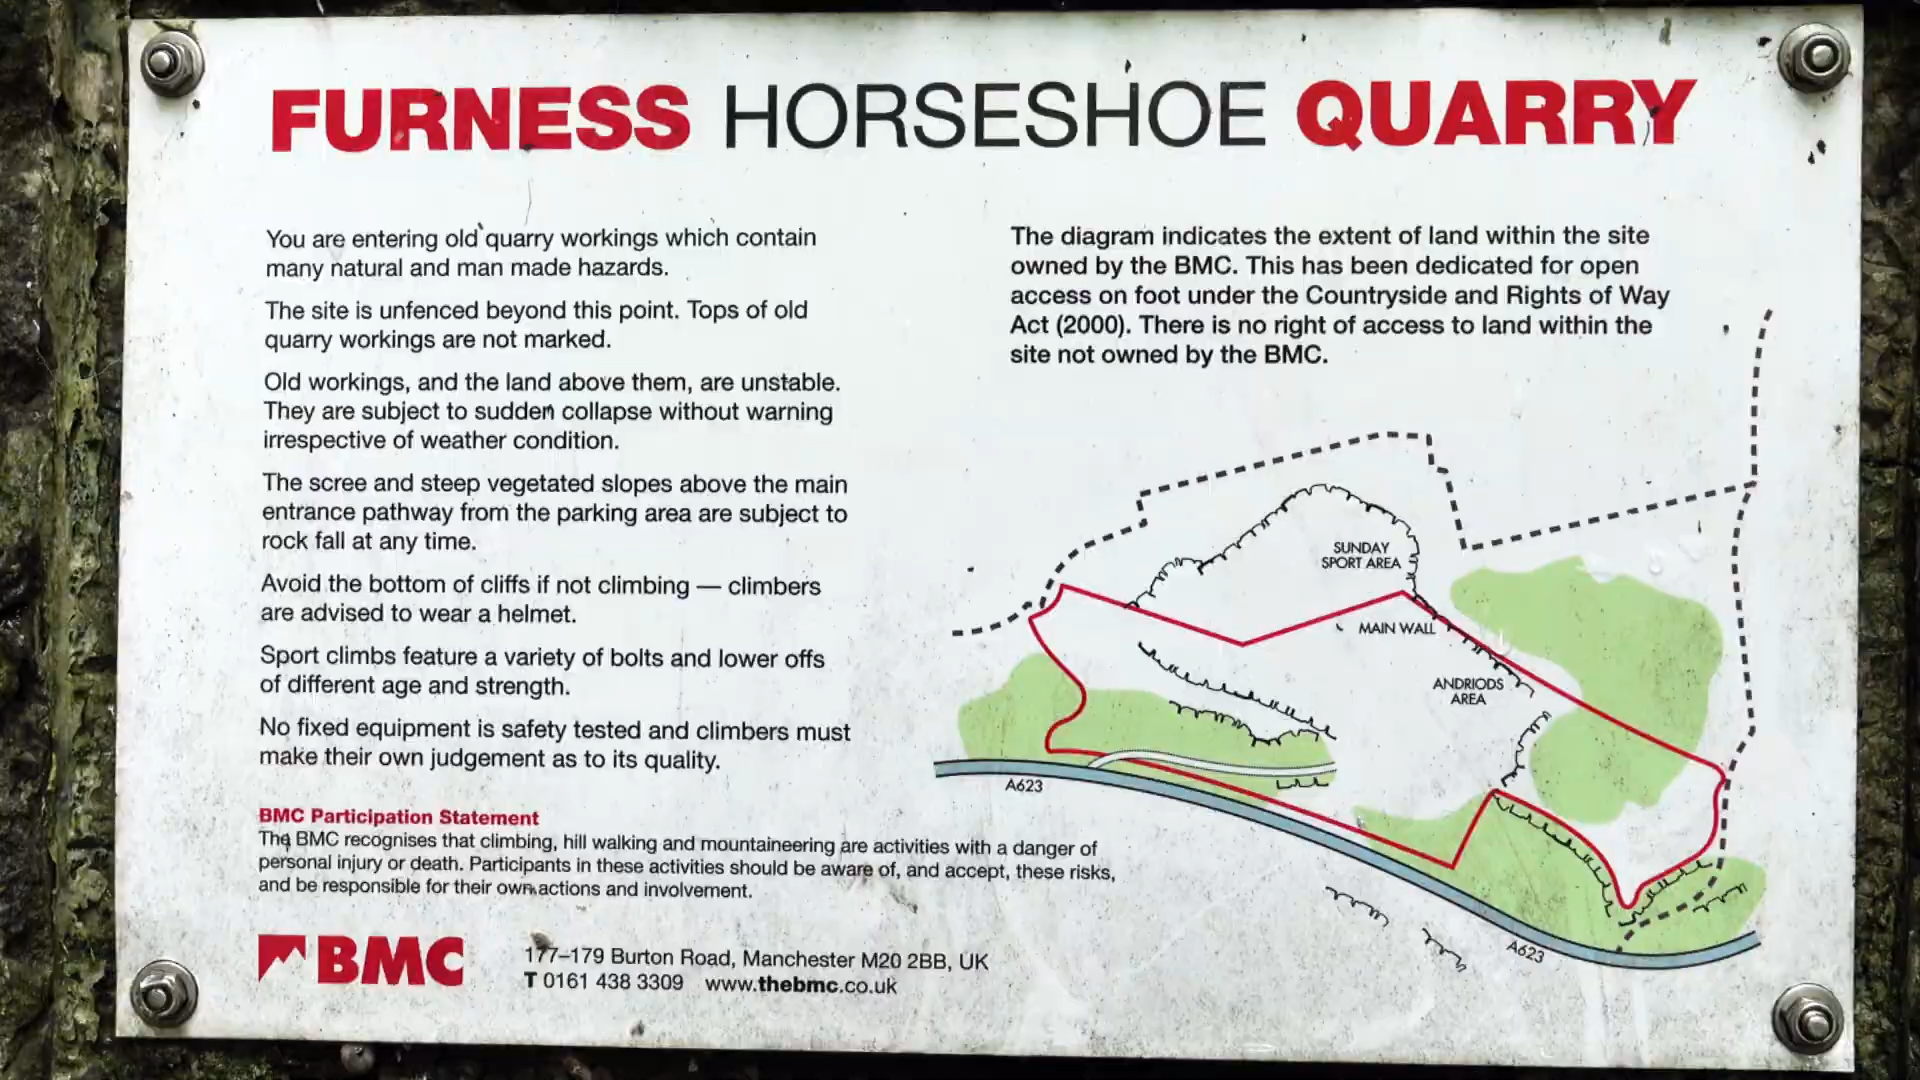 FURNESS HORSESHOE QUARRY
You are entering old quarry workings which contain
many natural and man made hazards.
The site is unfenced beyond this point. Tops of old
quarry workings are not marked.
Old workings, and the land above them, are unstable.
They are subject to sudden collapse without warning
irrespective of weather condition.
The scree and steep vegetated slopes above the main
entrance pathway from the parking area are subject to
rock fall at any time.
Avoid the bottom of cliffs if not climbing — climbers
are advised to wear a helmet.
Sport climbs feature a variety of bolts and lower offs
of different age and strength.
No fixed equipment is safety tested and climbers must
make their own judgement as to its quality.
The diagram indicates the extent of land within the site
owned by the BMC. This has been dedicated for open
access on foot under the Countryside and Rights of Way
Act (2000). There is no right of access to land within the
site not owned by the BMC.
SUNDAY
SPORT AREA
MAIN WALL
ANDRIODS
AREA
A623
A623
BMC Participation Statement
The BMC recognises that climbing, hill walking and mountaineering are activities with a danger of
personal injury or death. Participants in these activities should be aware of, and accept, these risks,
and be responsible for their own actions and involvement.
BMC
177–179 Burton Road, Manchester M20 2BB, UK
T 0161 438 3309 www.thebmc.co.uk